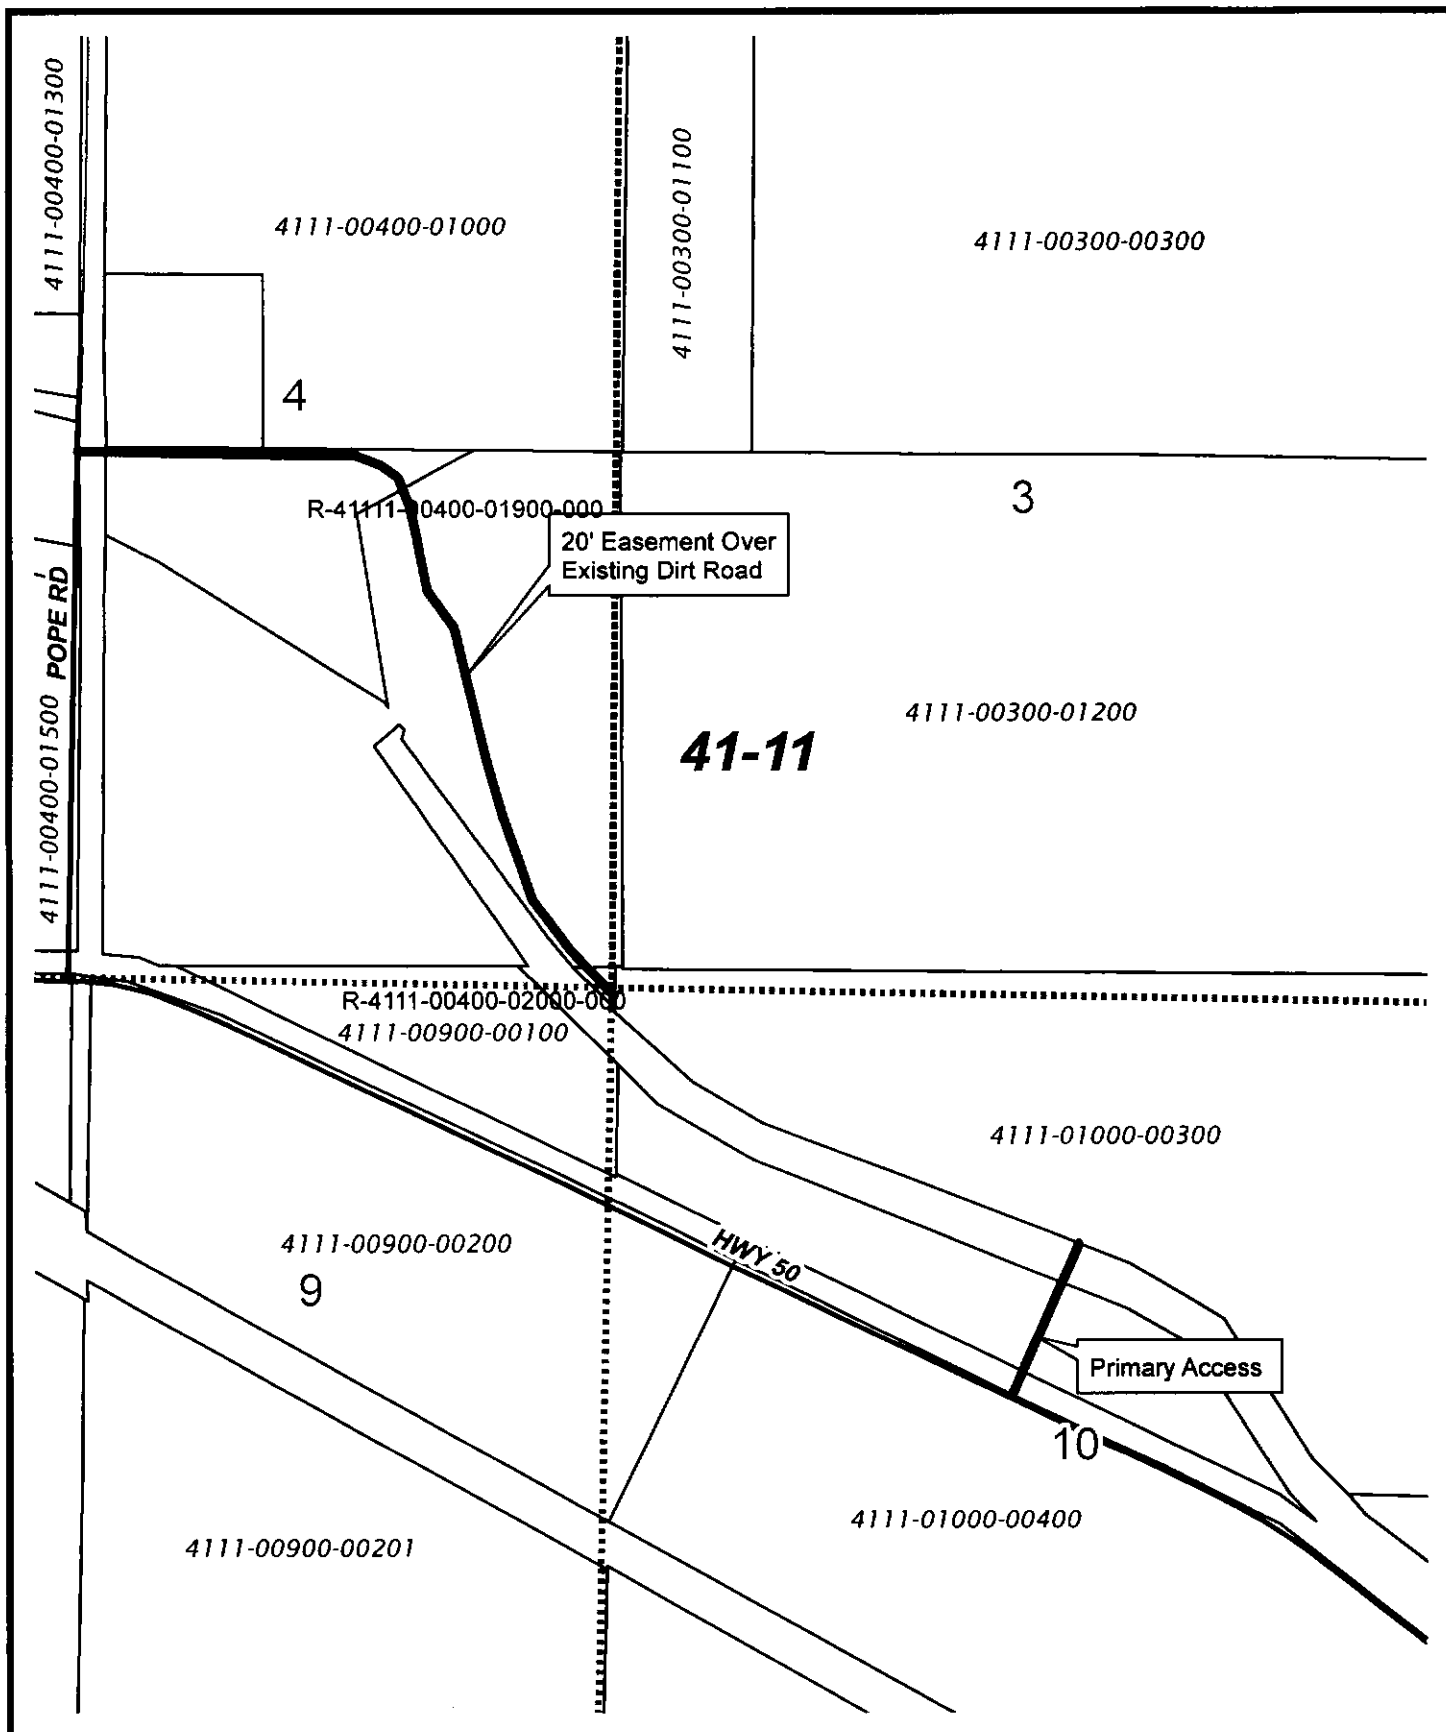 4111-00400-01300
4111-00400-01000
4111-00300-01100
4111-00300-00300
4
3
R-41111-00400-01900-000
20' Easement Over
Existing Dirt Road
POPE RD
4111-00400-01500
4111-00300-01200
41-11
R-4111-00400-02000-000
4111-00900-00100
4111-01000-00300
4111-00900-00200
HWY 50
9
Primary Access
10
4111-01000-00400
4111-00900-00201